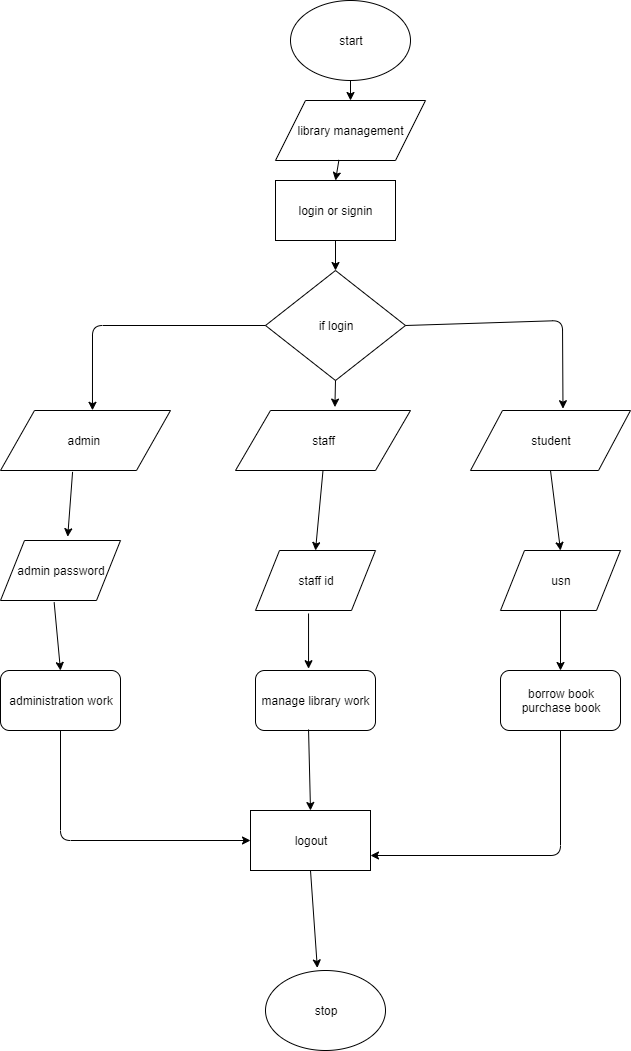 start
library management
login or signin
if login
admin
staff
student
admin password
staff id
usn
administration work
manage library work
borrow book
purchase book
logout
stop